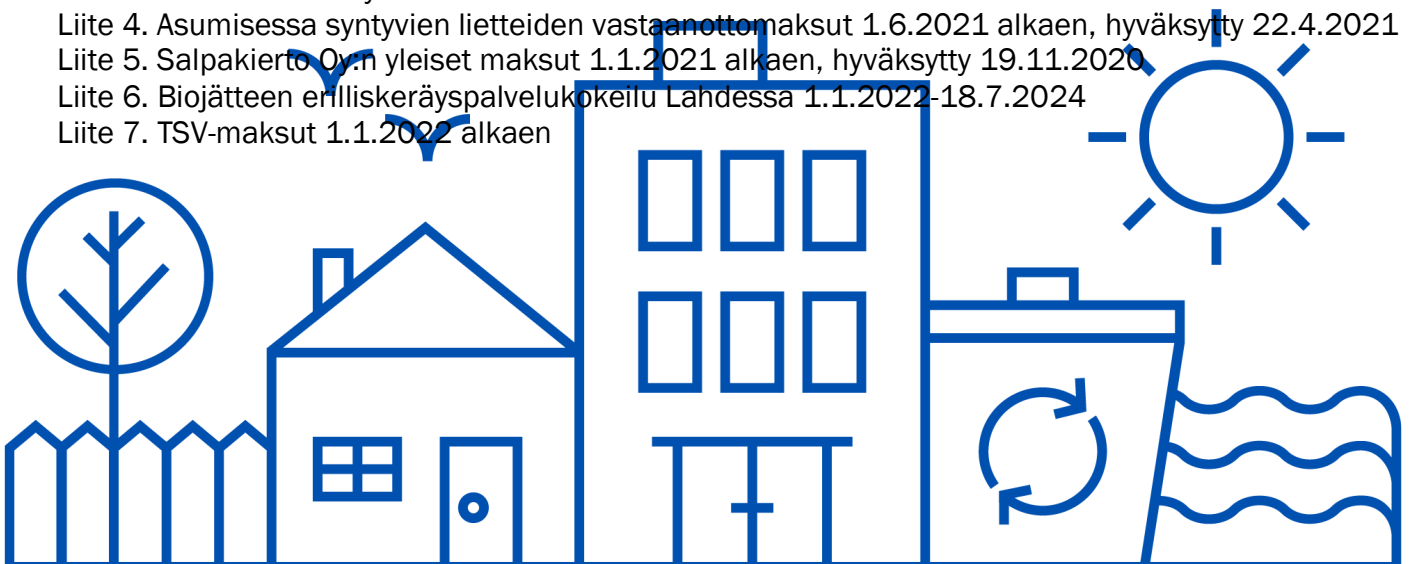 Liite 4. Asumisessa syntyvien lietteiden vastaanottomaksut 1.6.2021 alkaen, hyväksytty 22.4.2021
Liite 5. Salpakierto Oy:n yleiset maksut 1.1.2021 alkaen, hyväksytty 19.11.2020
Liite 6. Biojätteen erilliskeräyspalvelukokeilu Lahdessa 1.1.2022-18.7.2024
Liite 7. TSV-maksut 1.1.2022 alkaen